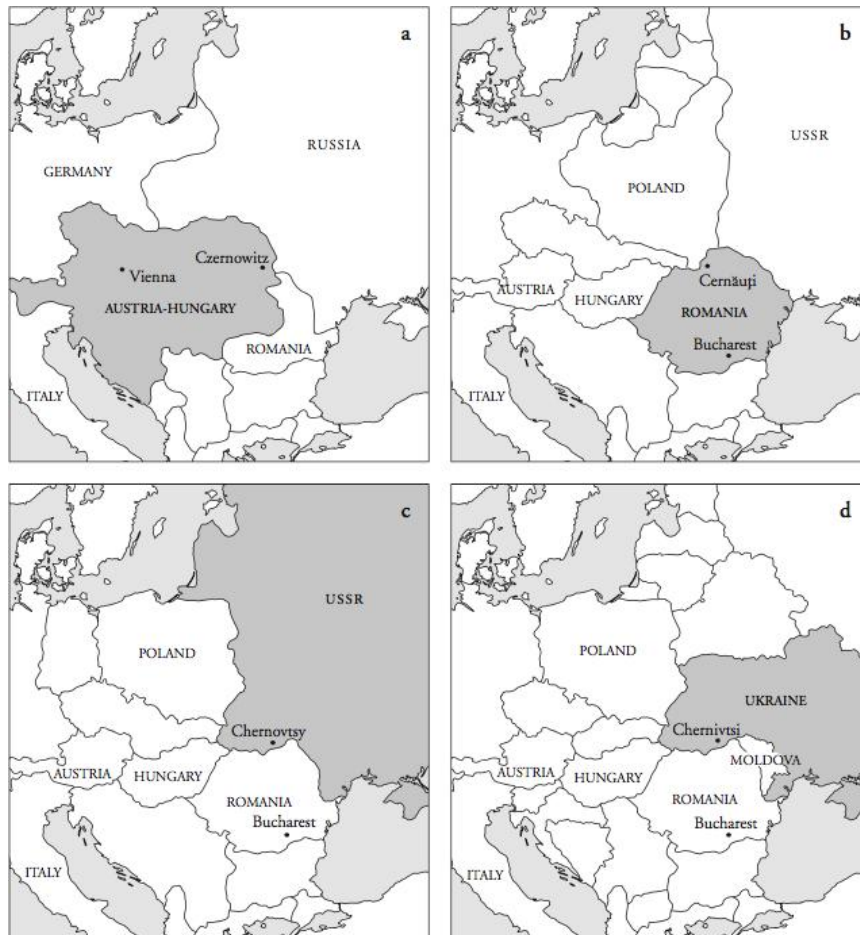 a
RUSSIA
GERMANY
Czernowitz
Vienna
AUSTRIA-HUNGARY
ROMANIA
ITALY
b
USSR
POLAND
Cernăuţi
AUSTRIA
HUNGARY
ROMANIA
Bucharest
ITALY
c
USSR
POLAND
Chernovtsy
AUSTRIA
HUNGARY
ROMANIA
Bucharest
ITALY
d
POLAND
UKRAINE
Chernivtsi
MOLDOVA
AUSTRIA
HUNGARY
ROMANIA
Bucharest
ITALY